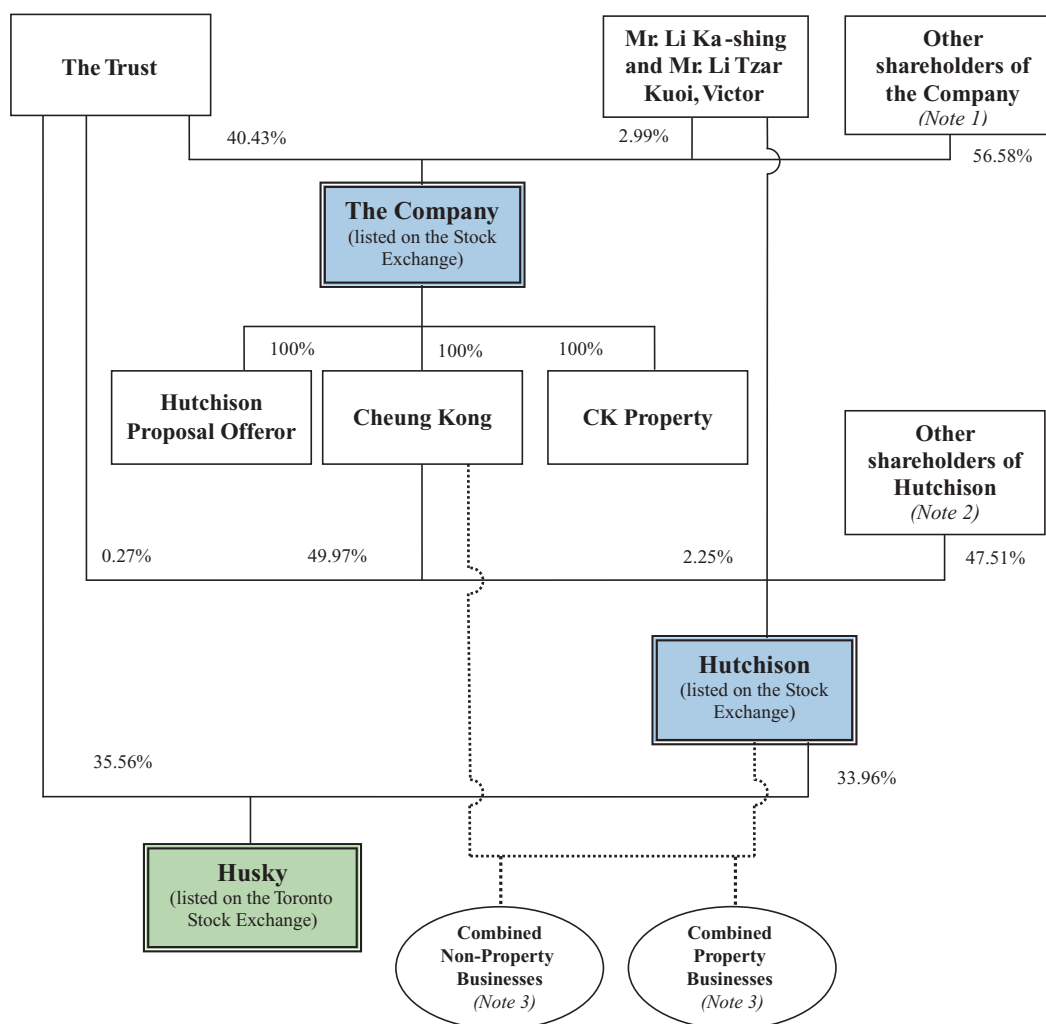 The Trust
Mr. Li Ka-shing
and Mr. Li Tzar
Kuoi, Victor
Other
shareholders of
the Company
(Note 1)
40.43%
2.99%
56.58%
The Company
(listed on the Stock
Exchange)
100%
100%
100%
Hutchison
Proposal Offeror
Cheung Kong
CK Property
Other
shareholders of
Hutchison
(Note 2)
0.27%
49.97%
2.25%
47.51%
Hutchison
(listed on the Stock
Exchange)
35.56%
33.96%
Husky
(listed on the Toronto
Stock Exchange)
Combined
Non-Property
Businesses
(Note 3)
Combined
Property
Businesses
(Note 3)